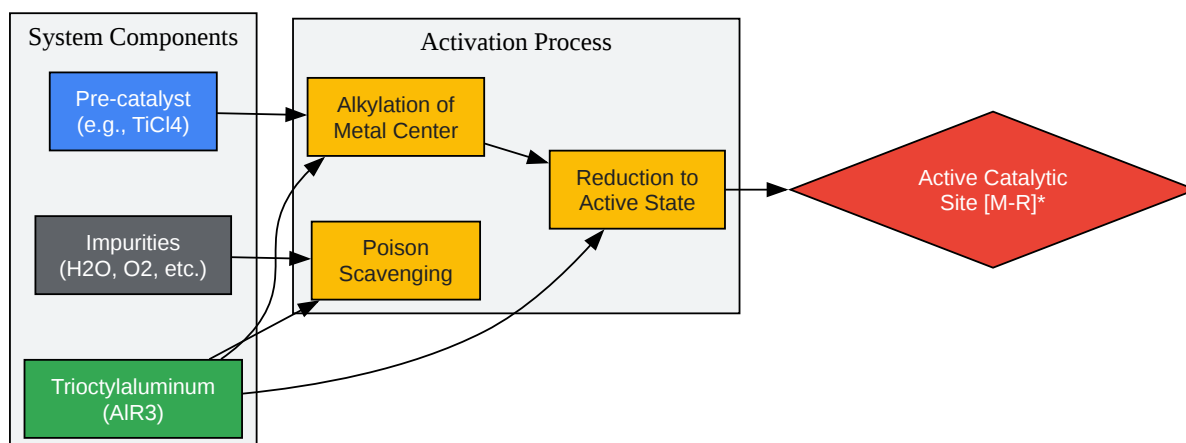 System Components
Pre-catalyst
(e.g., TiCl4)
Impurities
(H2O, O2, etc.)
Trioctylaluminum
(AlR3)
Activation Process
Alkylation of
Metal Center
Poison
Scavenging
Reduction to
Active State
Active Catalytic
Site [M-R]*